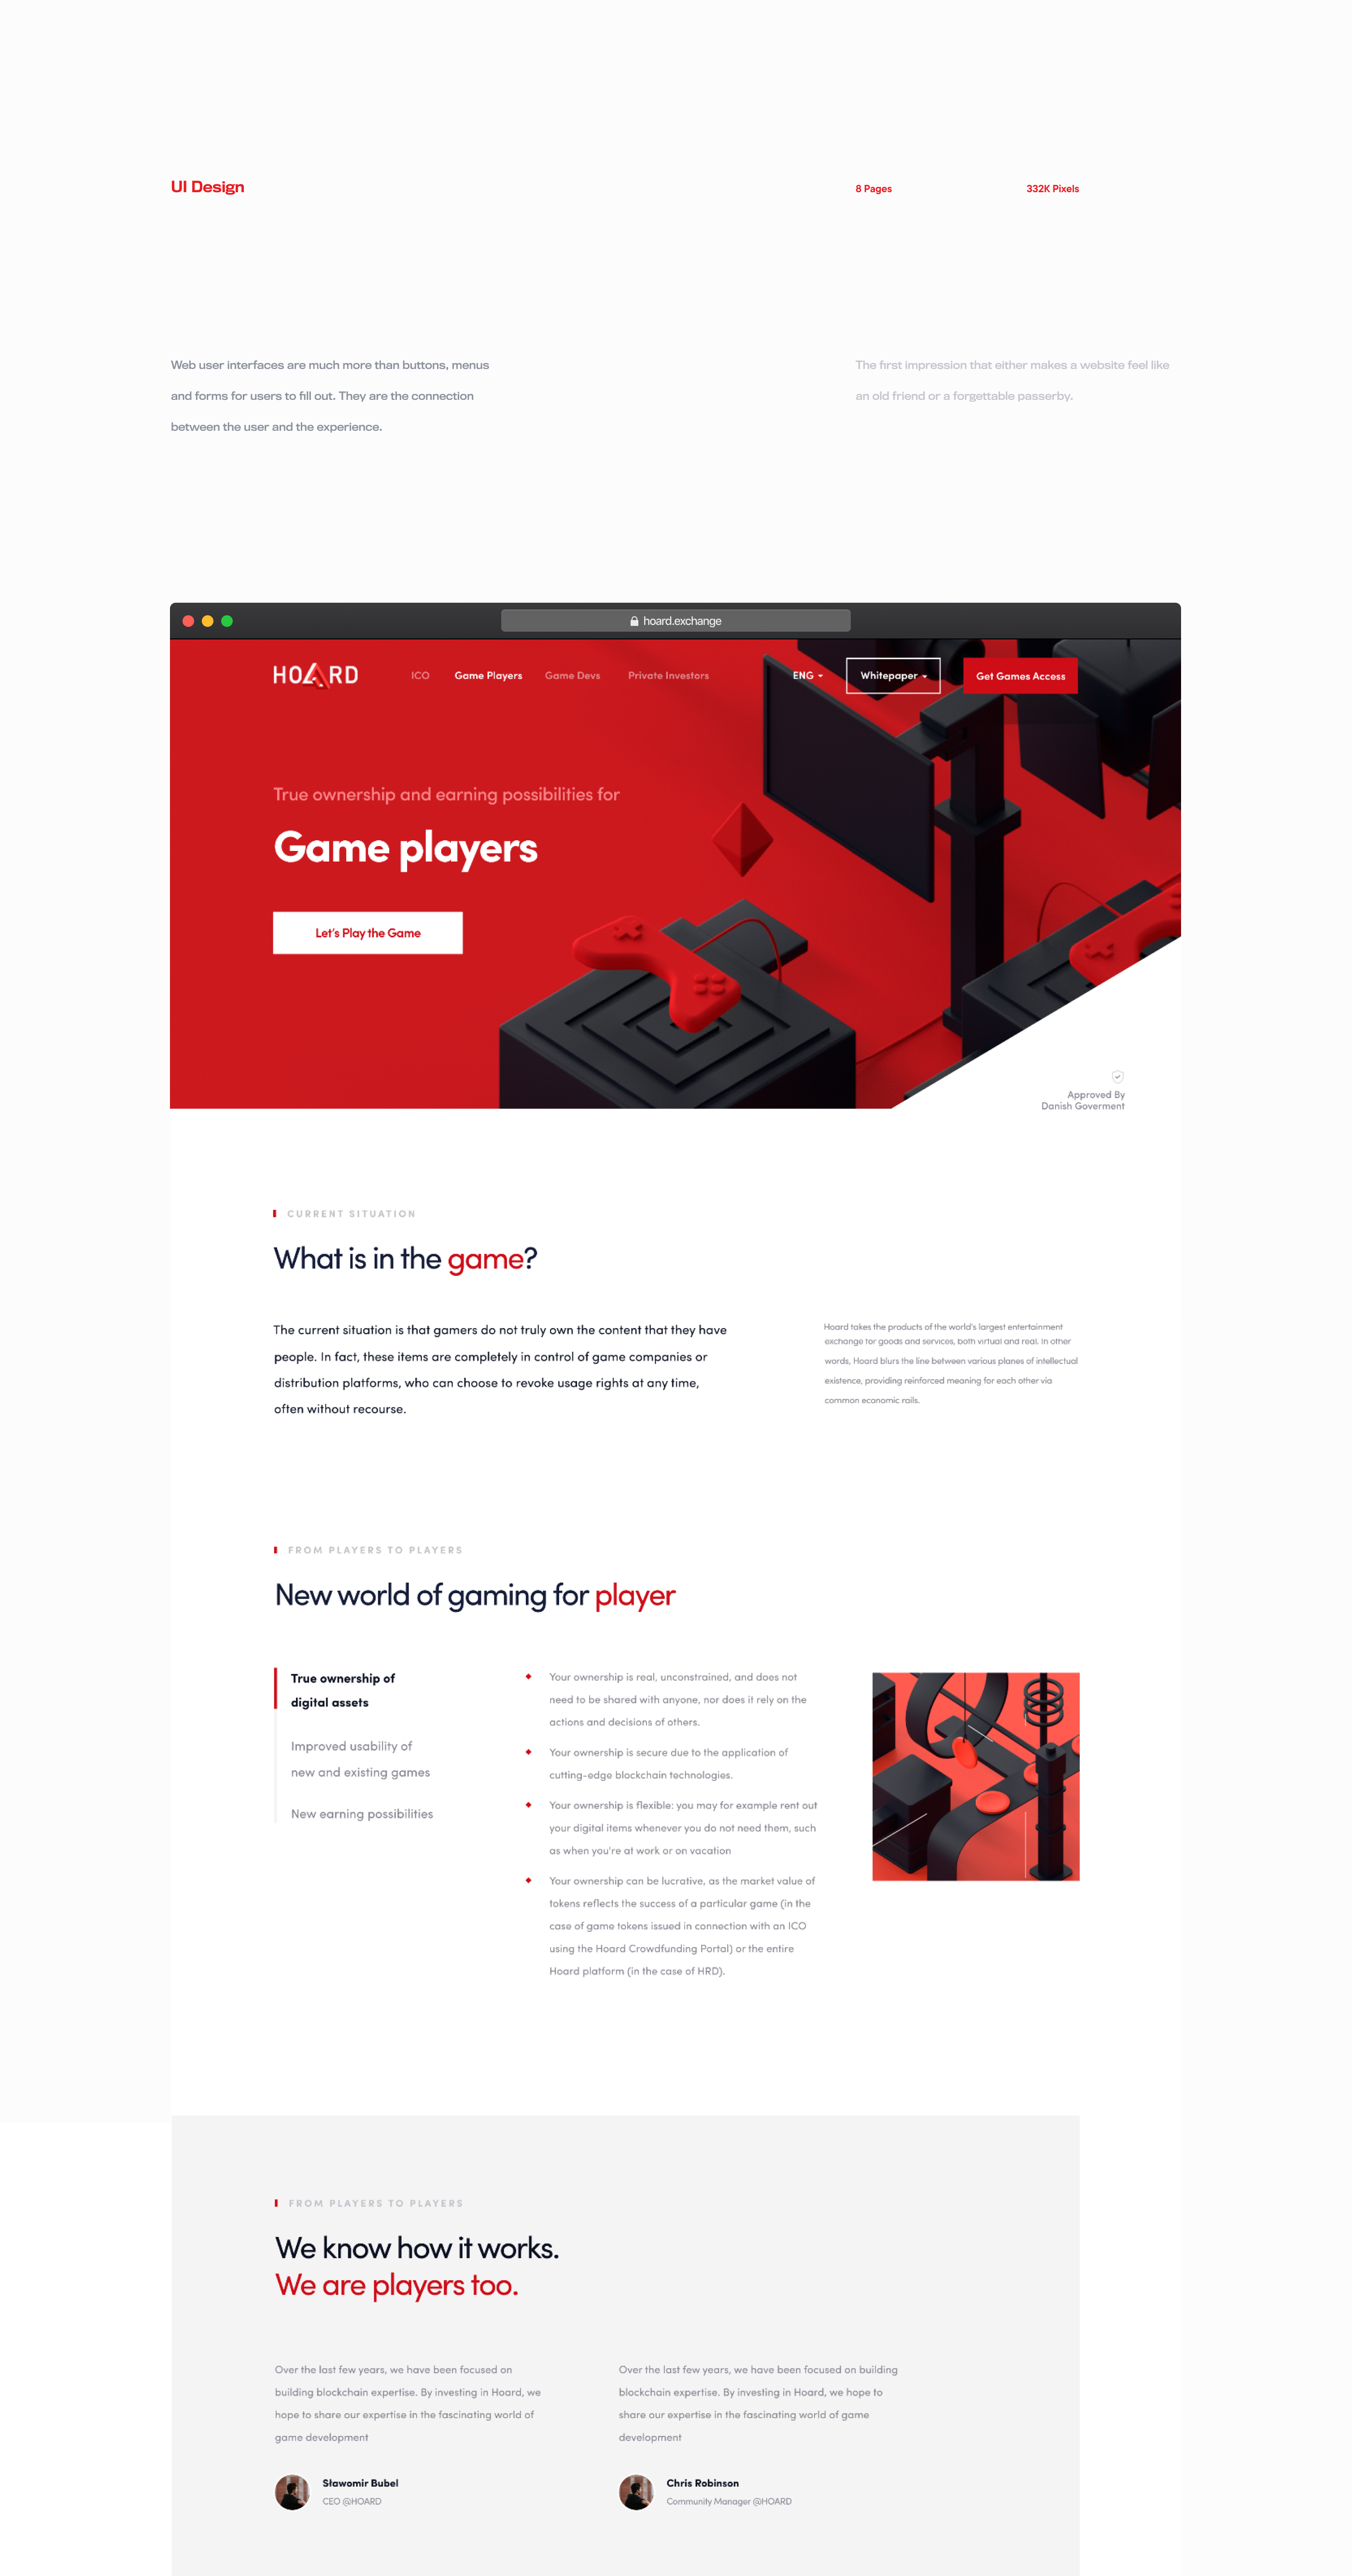 UI Design
8 Pages
332K Pixels
Web user interfaces are much more than buttons, menus
and forms for users to fill out. They are the connection
between the user and the experience.
The first impression that either makes a website feel like
an old friend or a forgettable passerby.
hoard.exchange
HOARD
ICO
Game Players
Game Devs
Private Investors
ENG
Whitepaper
Get Games Access
True ownership and earning possibilities for
Game players
Let's Play the Game
Approved By
Danish Goverment
CURRENT SITUATION
What is in the game?
The current situation is that gamers do not truly own the content that they have
people. In fact, these items are completely in control of game companies or
distribution platforms, who can choose to revoke usage rights at any time,
often without recourse.
Hoard takes the products of the world's largest entertainment
exchange for goods and services, both virtual and real. In other
words, Hoard blurs the line between various planes of intellectual
existence, providing reinforced meaning for each other via
common economic rails.
FROM PLAYERS TO PLAYERS
New world of gaming for player
True ownership of
digital assets
Improved usability of
new and existing games
New earning possibilities
Your ownership is real, unconstrained, and does not
need to be shared with anyone, nor does it rely on the
actions and decisions of others.
Your ownership is secure due to the application of
cutting-edge blockchain technologies.
Your ownership is flexible: you may for example rent out
your digital items whenever you do not need them, such
as when you're at work or on vacation
Your ownership can be lucrative, as the market value of
tokens reflects the success of a particular game (in the
case of game tokens issued in connection with an ICO
using the Hoard Crowdfunding Portal) or the entire
Hoard platform (in the case of HRD).
FROM PLAYERS TO PLAYERS
We know how it works.
We are players too.
Over the last few years, we have been focused on
building blockchain expertise. By investing in Hoard, we
hope to share our expertise in the fascinating world of
game development
Sławomir Bubel
CEO @HOARD
Over the last few years, we have been focused on building
blockchain expertise. By investing in Hoard, we hope to
share our expertise in the fascinating world of game
development
Chris Robinson
Community Manager @HOARD